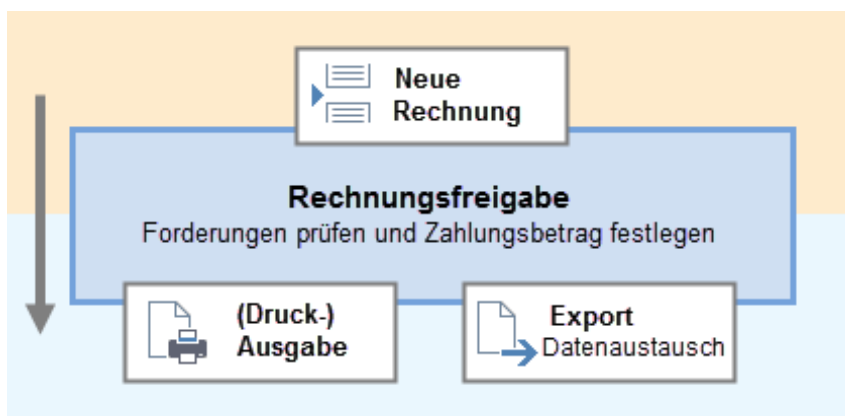 Neue
Rechnung
Rechnungsfreigabe
Forderungen prüfen und Zahlungsbetrag festlegen
(Druck-)
Ausgabe
Export
Datenaustausch